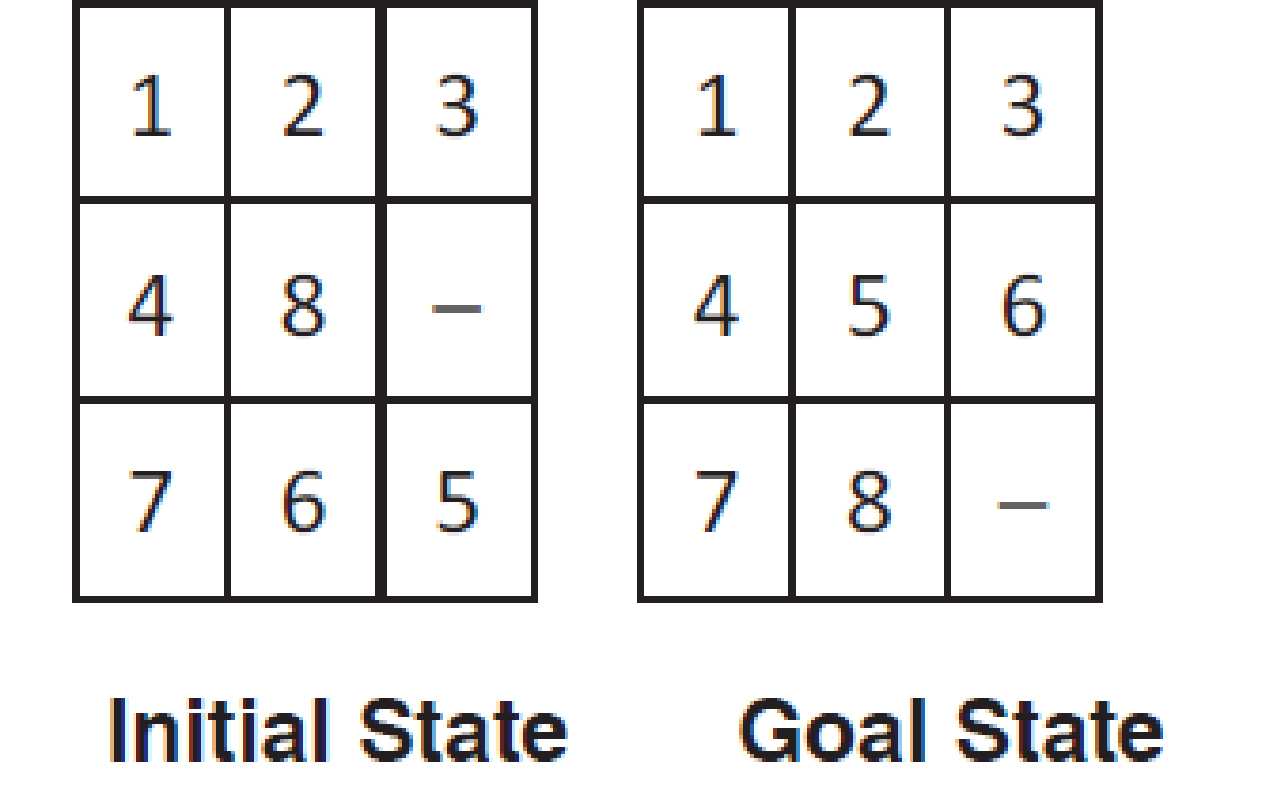 1 2 3 1 2 3
4 8 – 4 5 6
7 6 5 7 8 –
Initial State Goal State